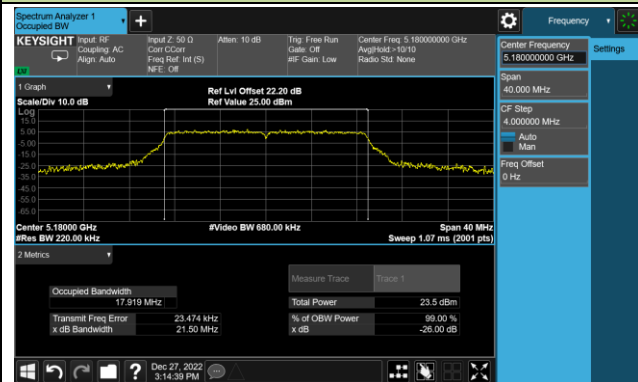 Spectrum Analyzer 1
Occupied BW
Frequency
KEYSIGHT
Input: RF
Coupling: AC
Align: Auto
Input Z: 50 Ω
Corr CCorr
Freq Ref: Int (S)
NFE: Off
Atten: 10 dB
Trig: Free Run
Gate: Off
#IF Gain: Low
Center Freq: 5.180000000 GHz
Avg|Hold:>10/10
Radio Std: None
Center Frequency
5.180000000 GHz
Settings
Span
40.000 MHz
CF Step
4.000000 MHz
Auto
Man
Freq Offset
0 Hz
1 Graph
Scale/Div 10.0 dB
Ref Lvl Offset 22.20 dB
Ref Value 25.00 dBm
Log
15.0
5.00
-5.00
-15.0
-25.0
-35.0
-45.0
-55.0
-65.0
Center 5.18000 GHz
#Res BW 220.00 kHz
#Video BW 680.00 kHz
Span 40 MHz
Sweep 1.07 ms (2001 pts)
2 Metrics
Measure Trace
Trace 1
Occupied Bandwidth
17.919 MHz
Total Power
23.5 dBm
Transmit Freq Error
23.474 kHz
% of OBW Power
99.00 %
x dB Bandwidth
21.50 MHz
x dB
-26.00 dB
?
Dec 27, 2022
3:14:39 PM